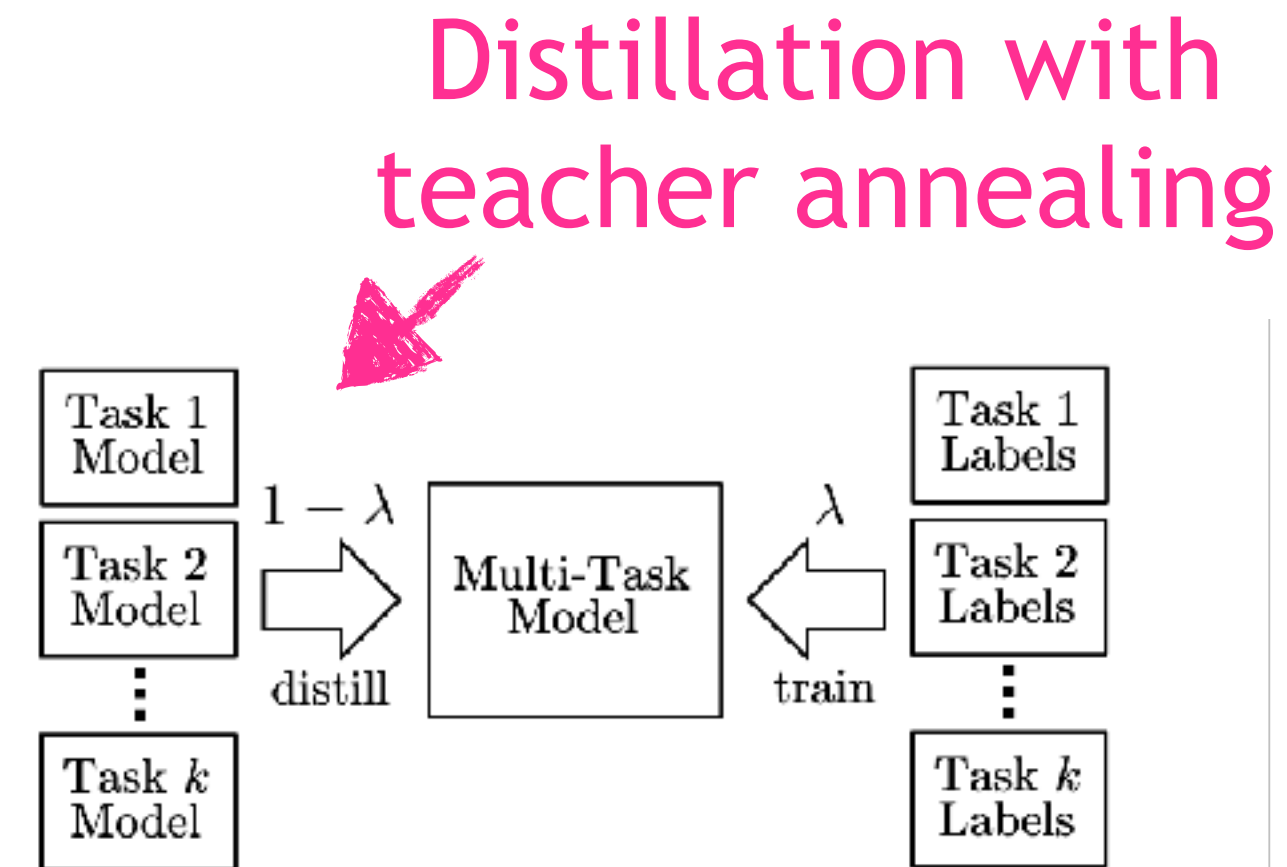 Distillation with
teacher annealing
Task 1
Model
Task 2
Model
Task k
Model
1 − λ
distill
Multi-Task
Model
λ
train
Task 1
Labels
Task 2
Labels
Task k
Labels